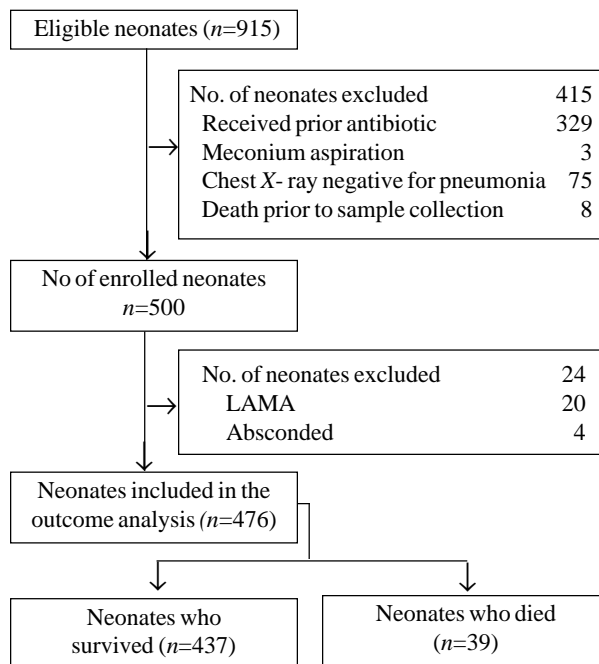 Eligible neonates (n=915)
No. of neonates excluded 415
Received prior antibiotic 329
Meconium aspiration 3
Chest X- ray negative for pneumonia 75
Death prior to sample collection 8
No of enrolled neonates
n=500
No. of neonates excluded 24
LAMA 20
Absconded 4
Neonates included in the
outcome analysis (n=476)
Neonates who
survived (n=437)
Neonates who died
(n=39)